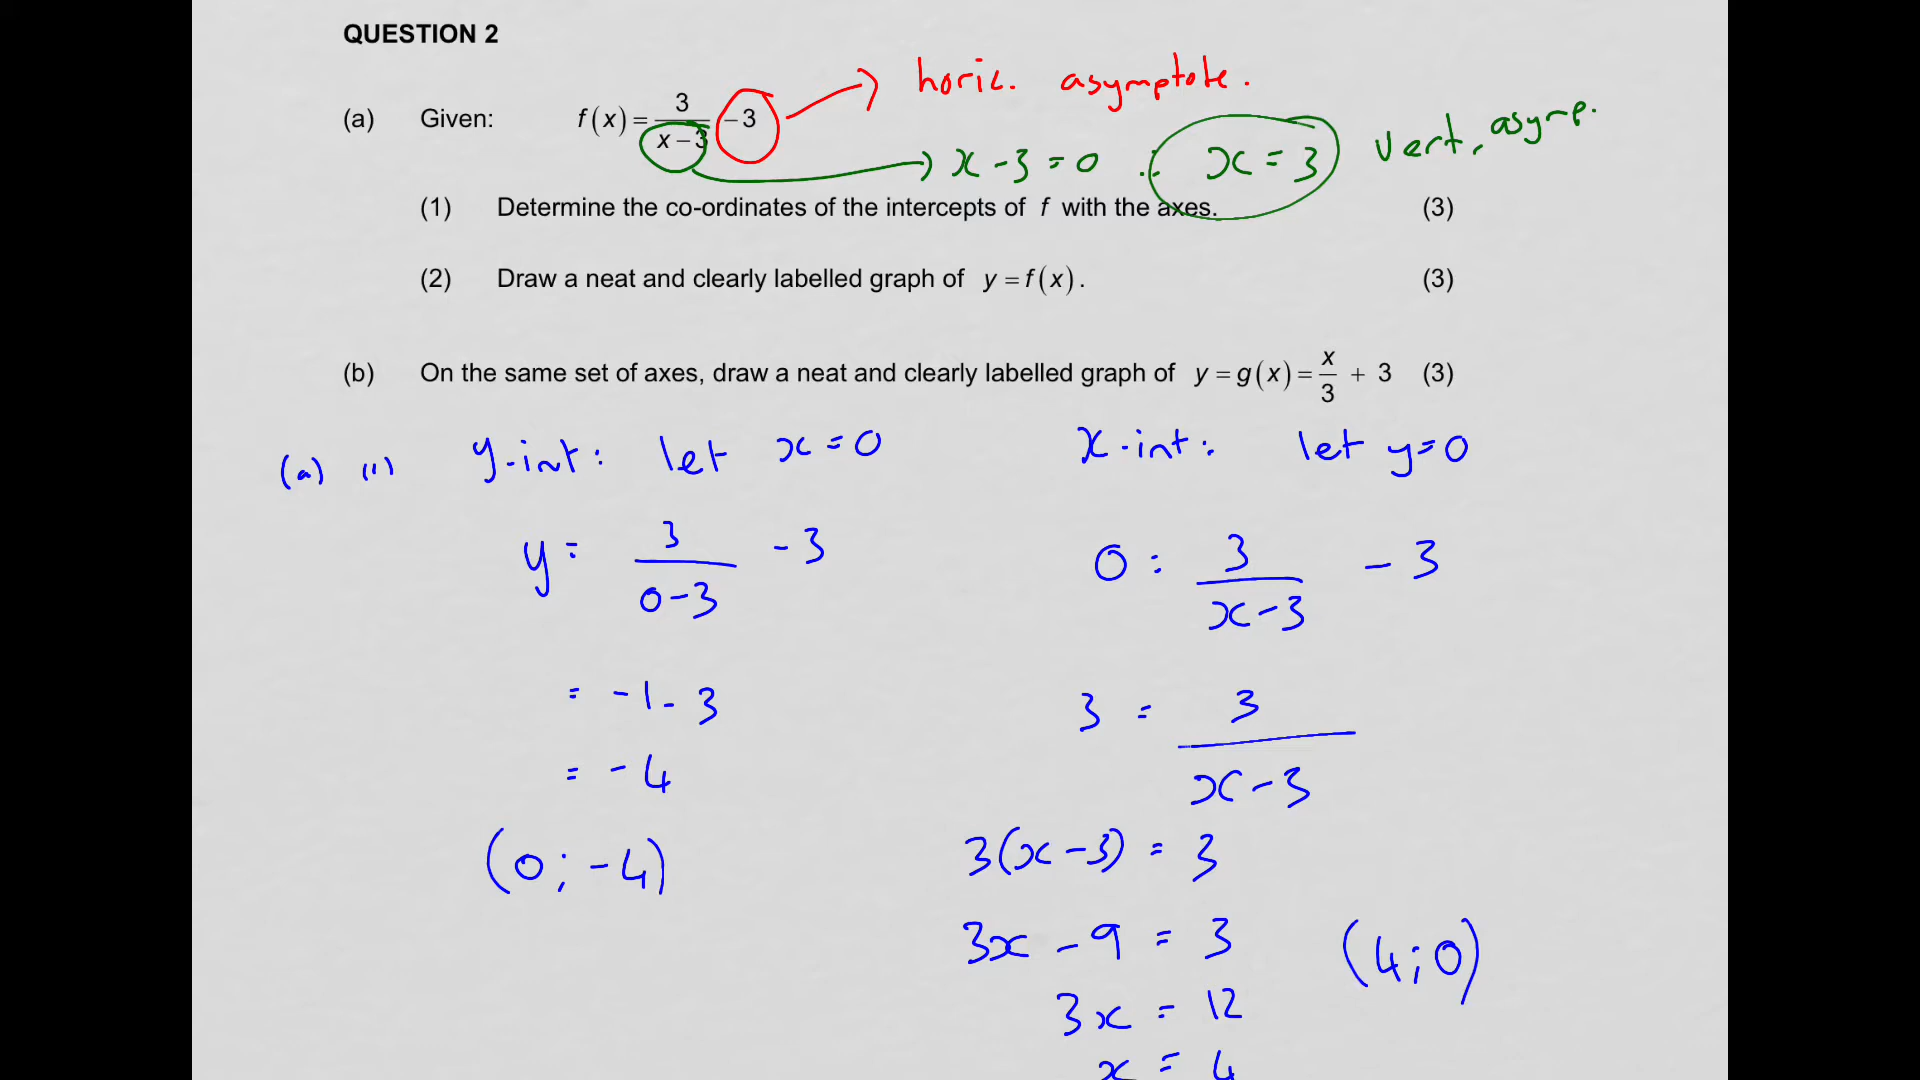 QUESTION 2
horiz. asymptote.
(a) Given: f(x) = 3/(x – 3) – 3
x - 3 = 0 ∴ x = 3 vert. asymp.
(1) Determine the co-ordinates of the intercepts of f with the axes. (3)
(2) Draw a neat and clearly labelled graph of y = f(x). (3)
(b) On the same set of axes, draw a neat and clearly labelled graph of y = g(x) = x/3 + 3 (3)
(a) (1) y-int: let x = 0
y = 3/(0-3) - 3
= -1 - 3
= -4
(0; -4)
x-int: let y = 0
0 = 3/(x-3) - 3
3 = 3/(x-3)
3(x-3) = 3
3x - 9 = 3
3x = 12
x = 4
(4;0)